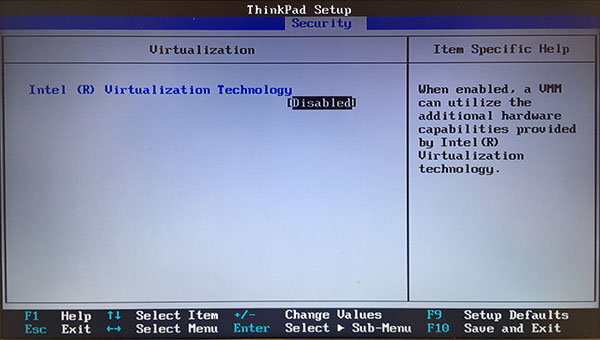 ThinkPad Setup
Security
Virtualization
Item Specific Help
Intel (R) Virtualization Technology
[Disabled]
When enabled, a VMM
can utilize the
additional hardware
capabilities provided
by Intel(R)
Virtualization
technology.
F1 Help ↑↓ Select Item +/- Change Values F9 Setup Defaults
Esc Exit ←→ Select Menu Enter Select ▶ Sub-Menu F10 Save and Exit